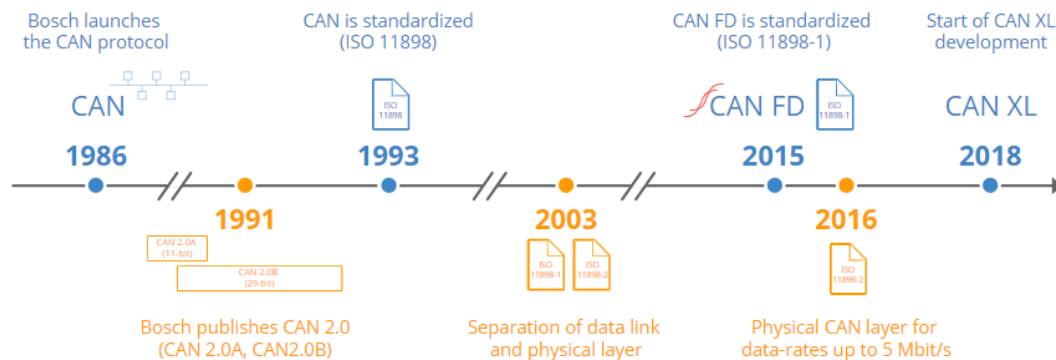 Bosch launches
the CAN protocol
CAN
1986
CAN is standardized
(ISO 11898)
ISO
11898
1993
CAN FD is standardized
(ISO 11898-1)
CAN FD
ISO
11898-1
2015
Start of CAN XL
development
CAN XL
2018
1991
CAN 2.0A
(11-bit)
CAN 2.0B
(29-bit)
Bosch publishes CAN 2.0
(CAN 2.0A, CAN2.0B)
2003
ISO
11898-1
ISO
11898-2
Separation of data link
and physical layer
2016
ISO
11898-2
Physical CAN layer for
data-rates up to 5 Mbit/s